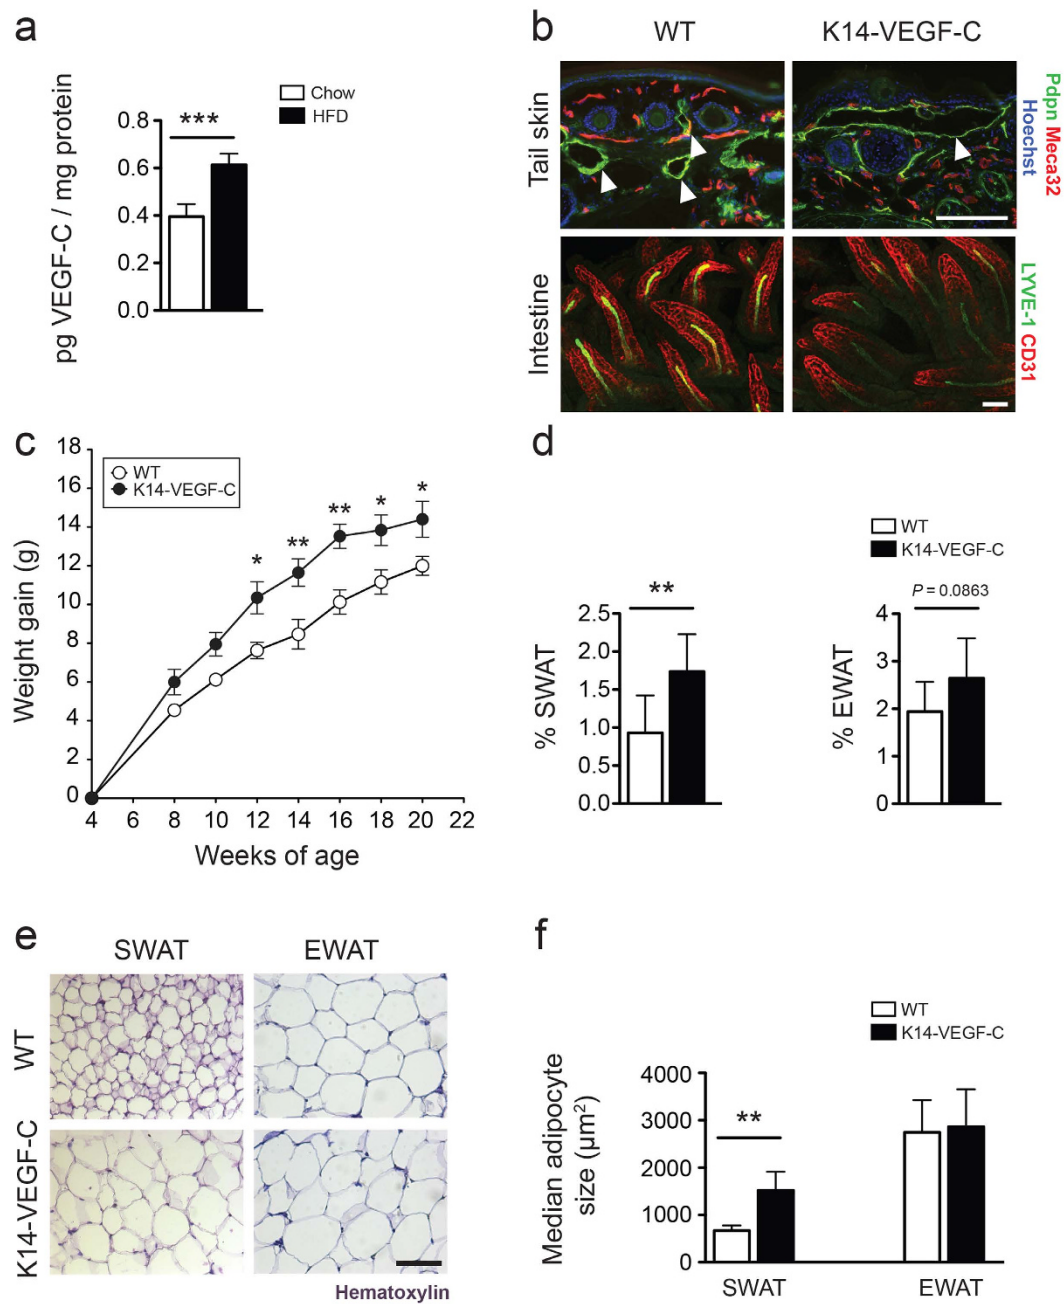 a
pg VEGF-C / mg protein
Chow
HFD
***
0.8
0.6
0.4
0.2
0.0
b
WT
K14-VEGF-C
Tail skin
Pdpn Meca32
Hoechst
Intestine
LYVE-1 CD31
c
Weight gain (g)
18
16
14
12
10
8
6
4
2
0
WT
K14-VEGF-C
* ** ** * *
4 6 8 10 12 14 16 18 20 22
Weeks of age
d
WT
K14-VEGF-C
% SWAT
**
2.5
2.0
1.5
1.0
0.5
0.0
% EWAT
P = 0.0863
4
3
2
1
0
e
SWAT EWAT
WT
K14-VEGF-C
Hematoxylin
f
WT
K14-VEGF-C
Median adipocyte
size (µm²)
4000
3000
2000
1000
0
**
SWAT EWAT